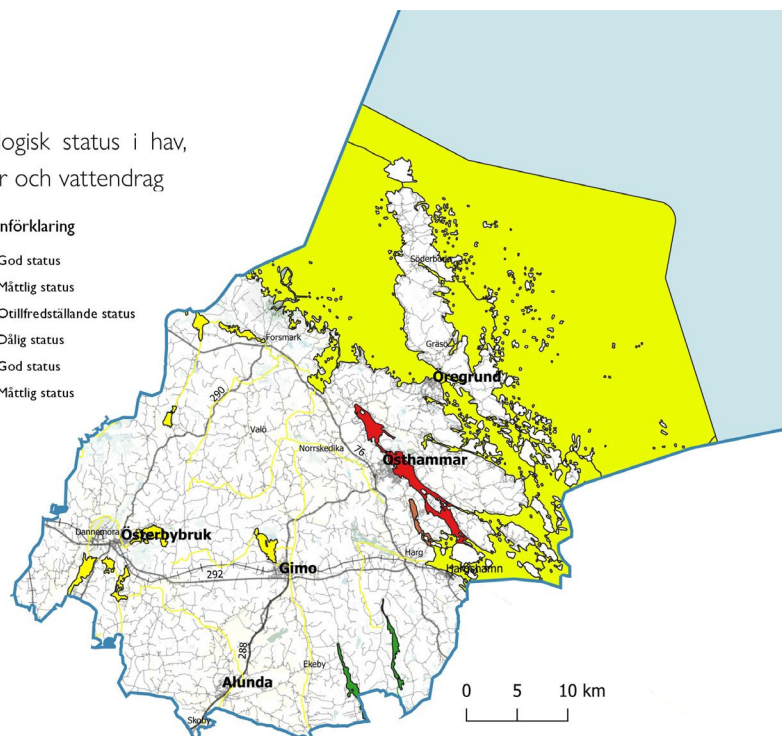 logisk status i hav,
r och vattendrag
nförklaring
God status
Måttlig status
Otillfredställande status
Dålig status
God status
Måttlig status
Söderboda
Forsmark
Gräsö
Öregrund
290
Valö
Norrskedika
76
Östhammar
Dannemora
Österbybruk
Harg
Hargshamn
292
Gimo
288
Ekeby
Alunda
Skoby
0 5 10 km